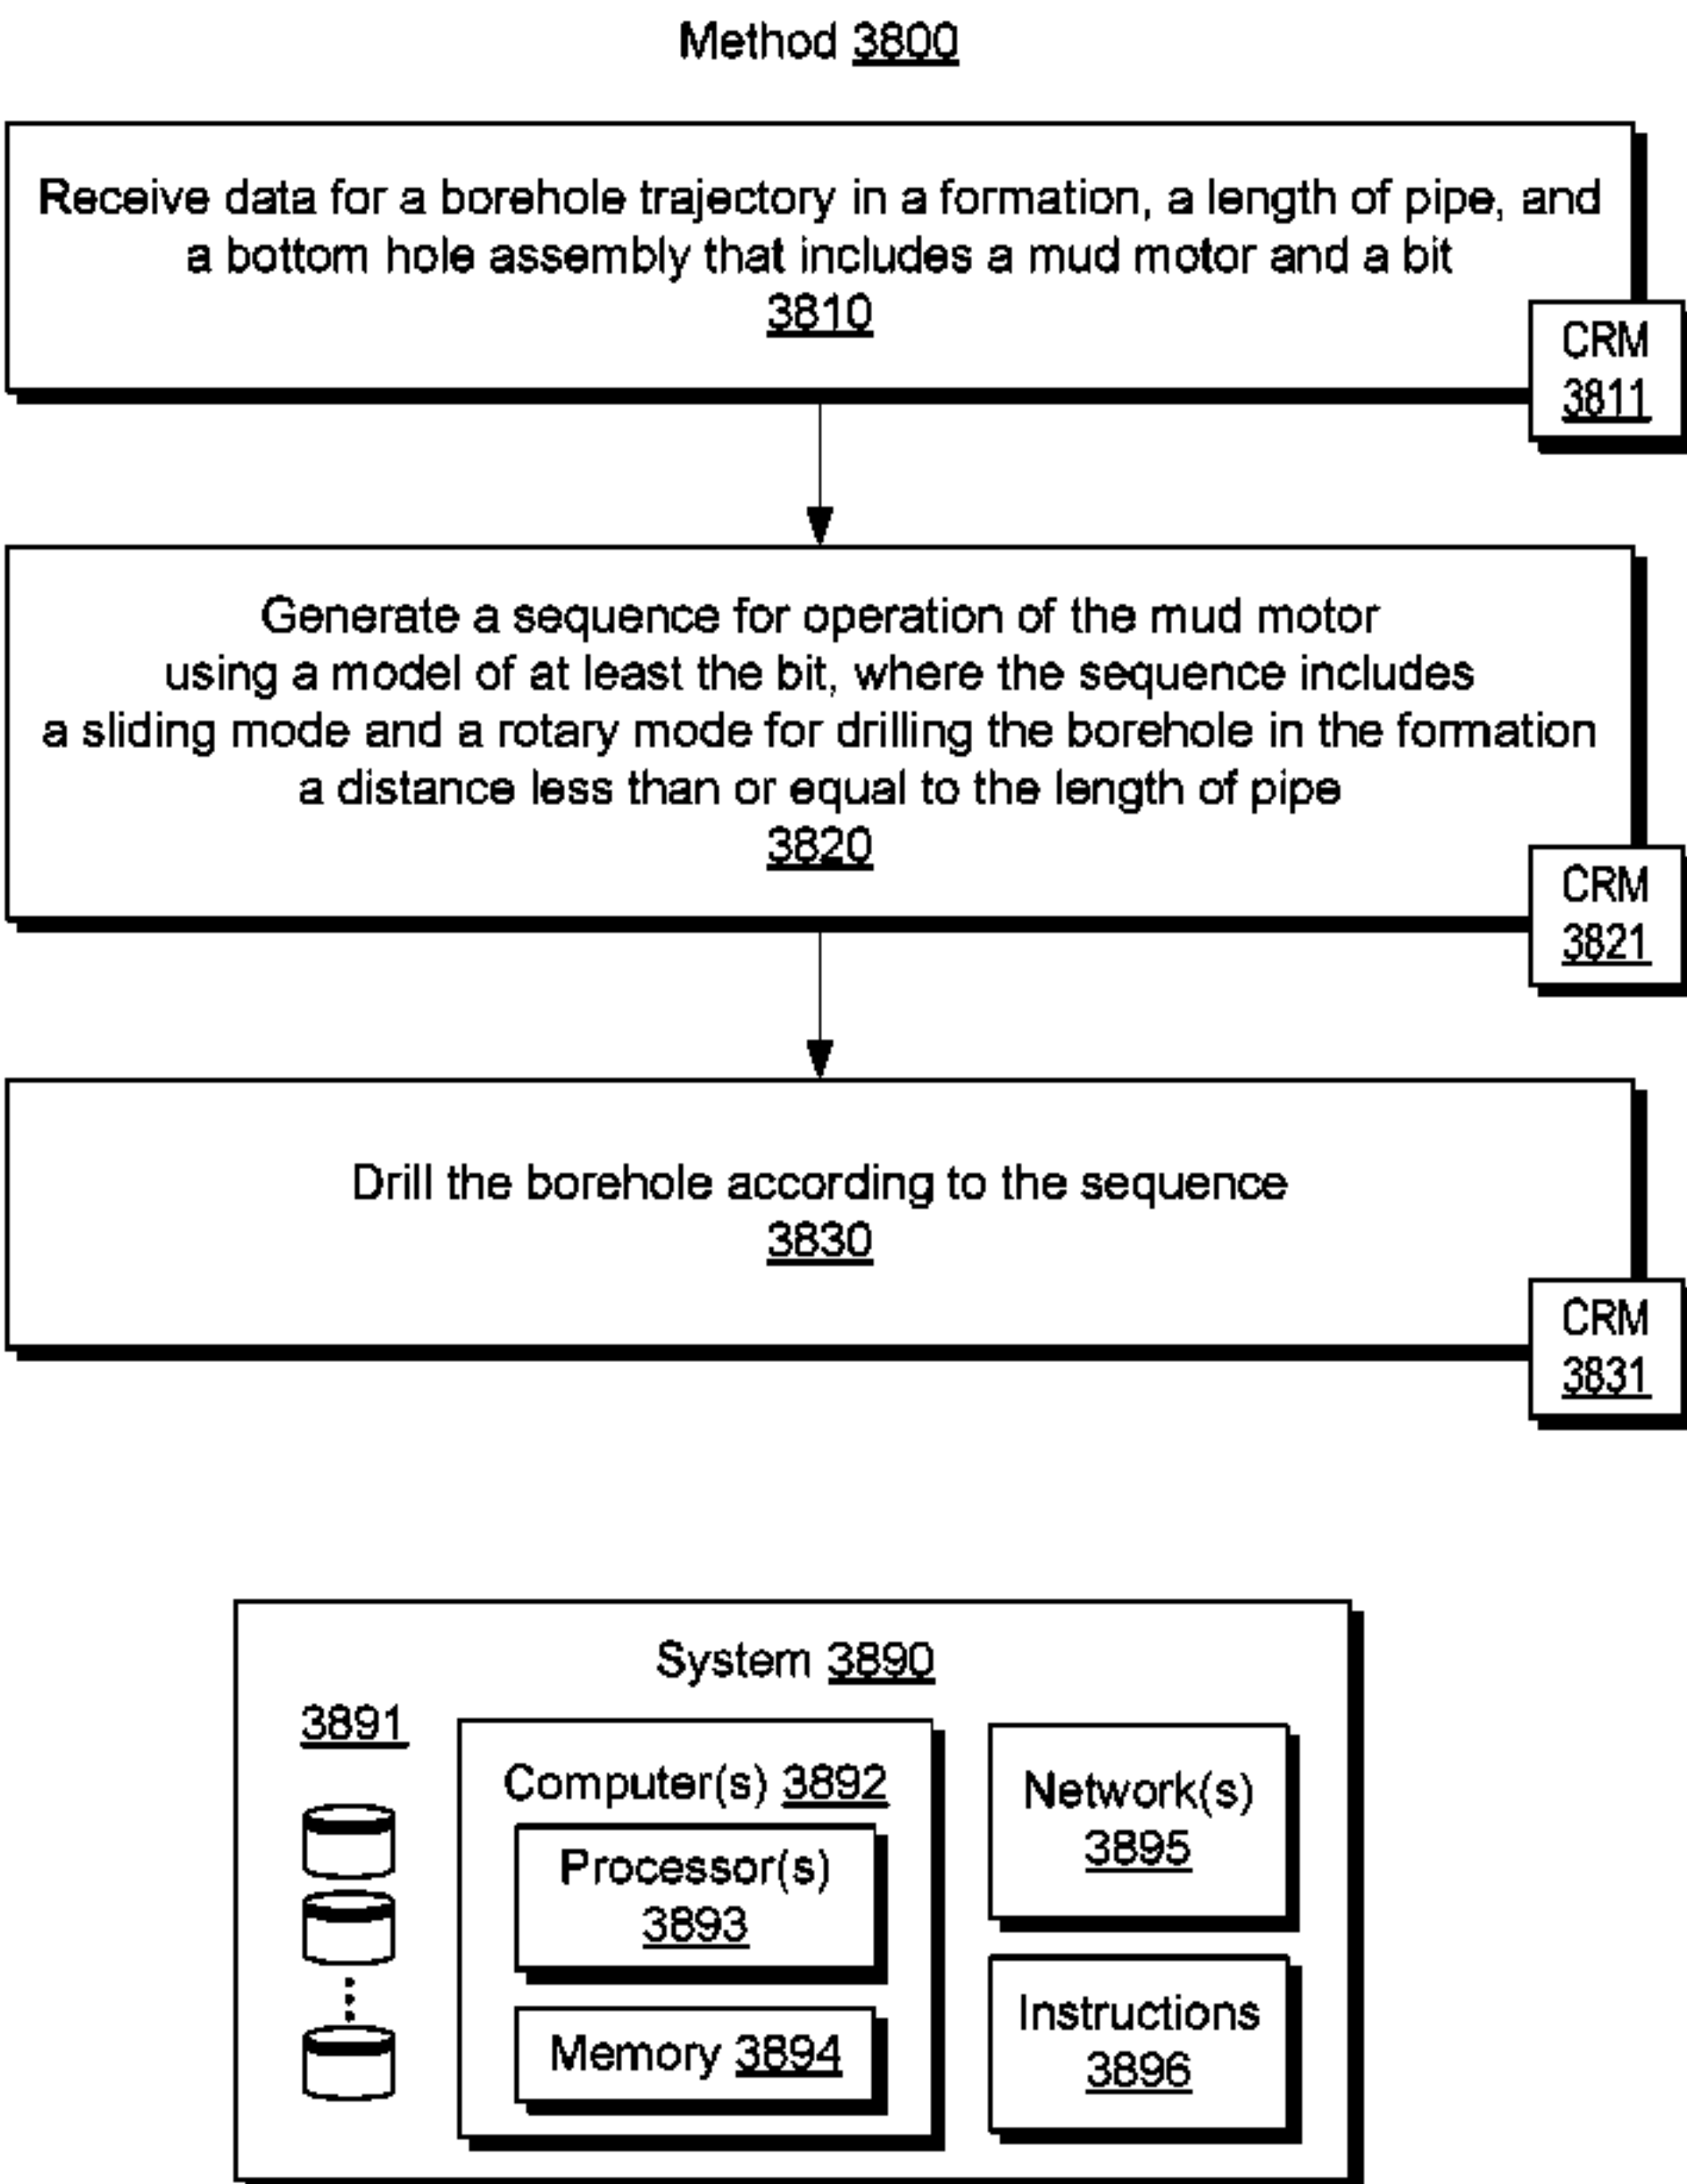 Method 3800
Receive data for a borehole trajectory in a formation, a length of pipe, and
a bottom hole assembly that includes a mud motor and a bit
3810
CRM
3811
Generate a sequence for operation of the mud motor
using a model of at least the bit, where the sequence includes
a sliding mode and a rotary mode for drilling the borehole in the formation
a distance less than or equal to the length of pipe
3820
CRM
3821
Drill the borehole according to the sequence
3830
CRM
3831
System 3890
3891
Computer(s) 3892
Processor(s)
3893
Memory 3894
Network(s)
3895
Instructions
3896